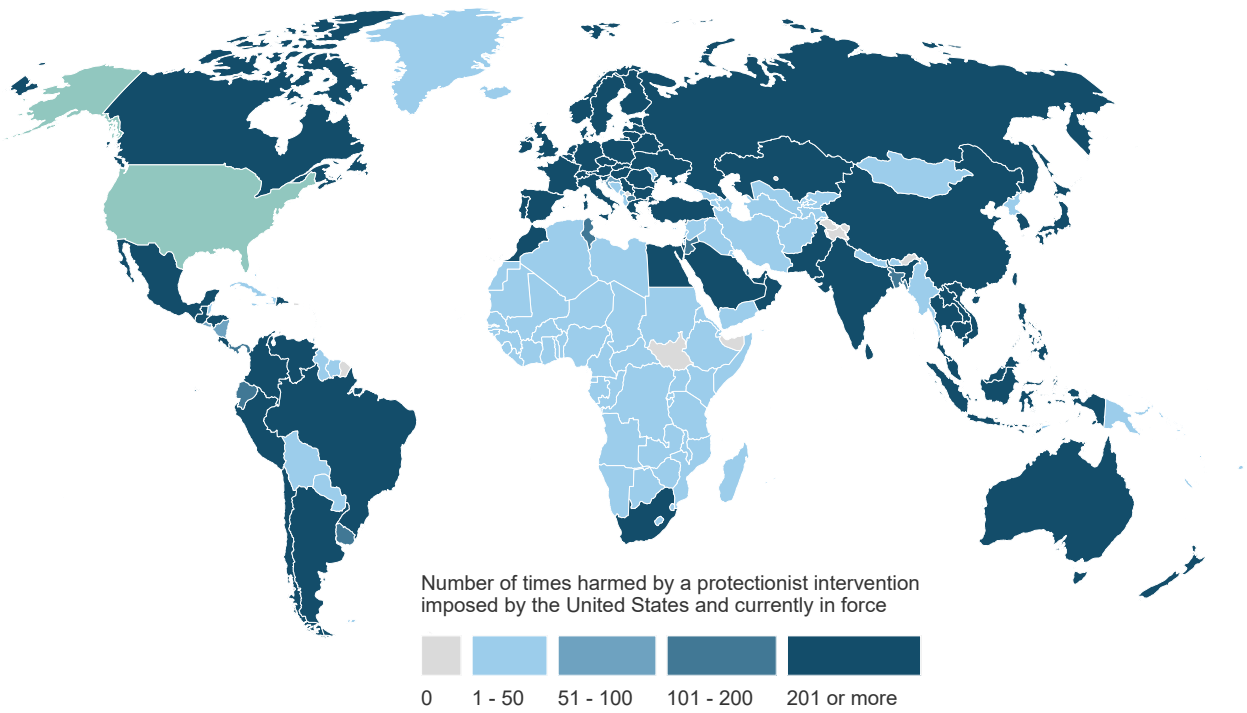 Number of times harmed by a protectionist intervention
imposed by the United States and currently in force
0 1 - 50 51 - 100 101 - 200 201 or more